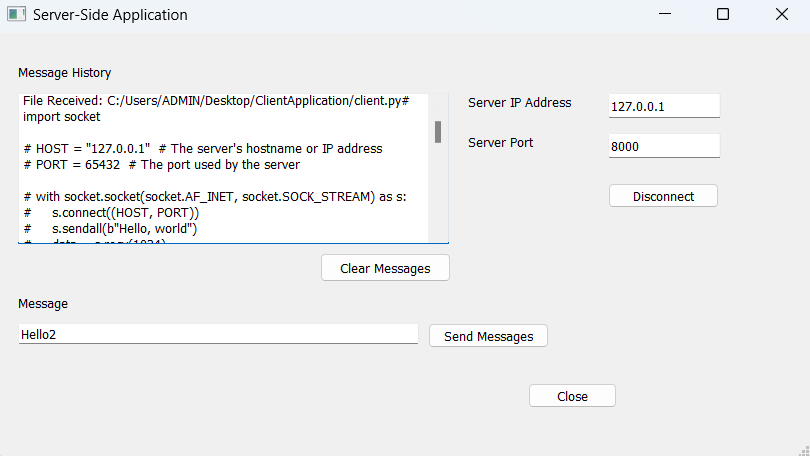 Server-Side Application
Message History
File Received: C:/Users/ADMIN/Desktop/ClientApplication/client.py#
import socket
# HOST = "127.0.0.1"  # The server's hostname or IP address
# PORT = 65432  # The port used by the server
# with socket.socket(socket.AF_INET, socket.SOCK_STREAM) as s:
#     s.connect((HOST, PORT))
#     s.sendall(b"Hello, world")
Server IP Address
127.0.0.1
Server Port
8000
Disconnect
Clear Messages
Message
Hello2
Send Messages
Close